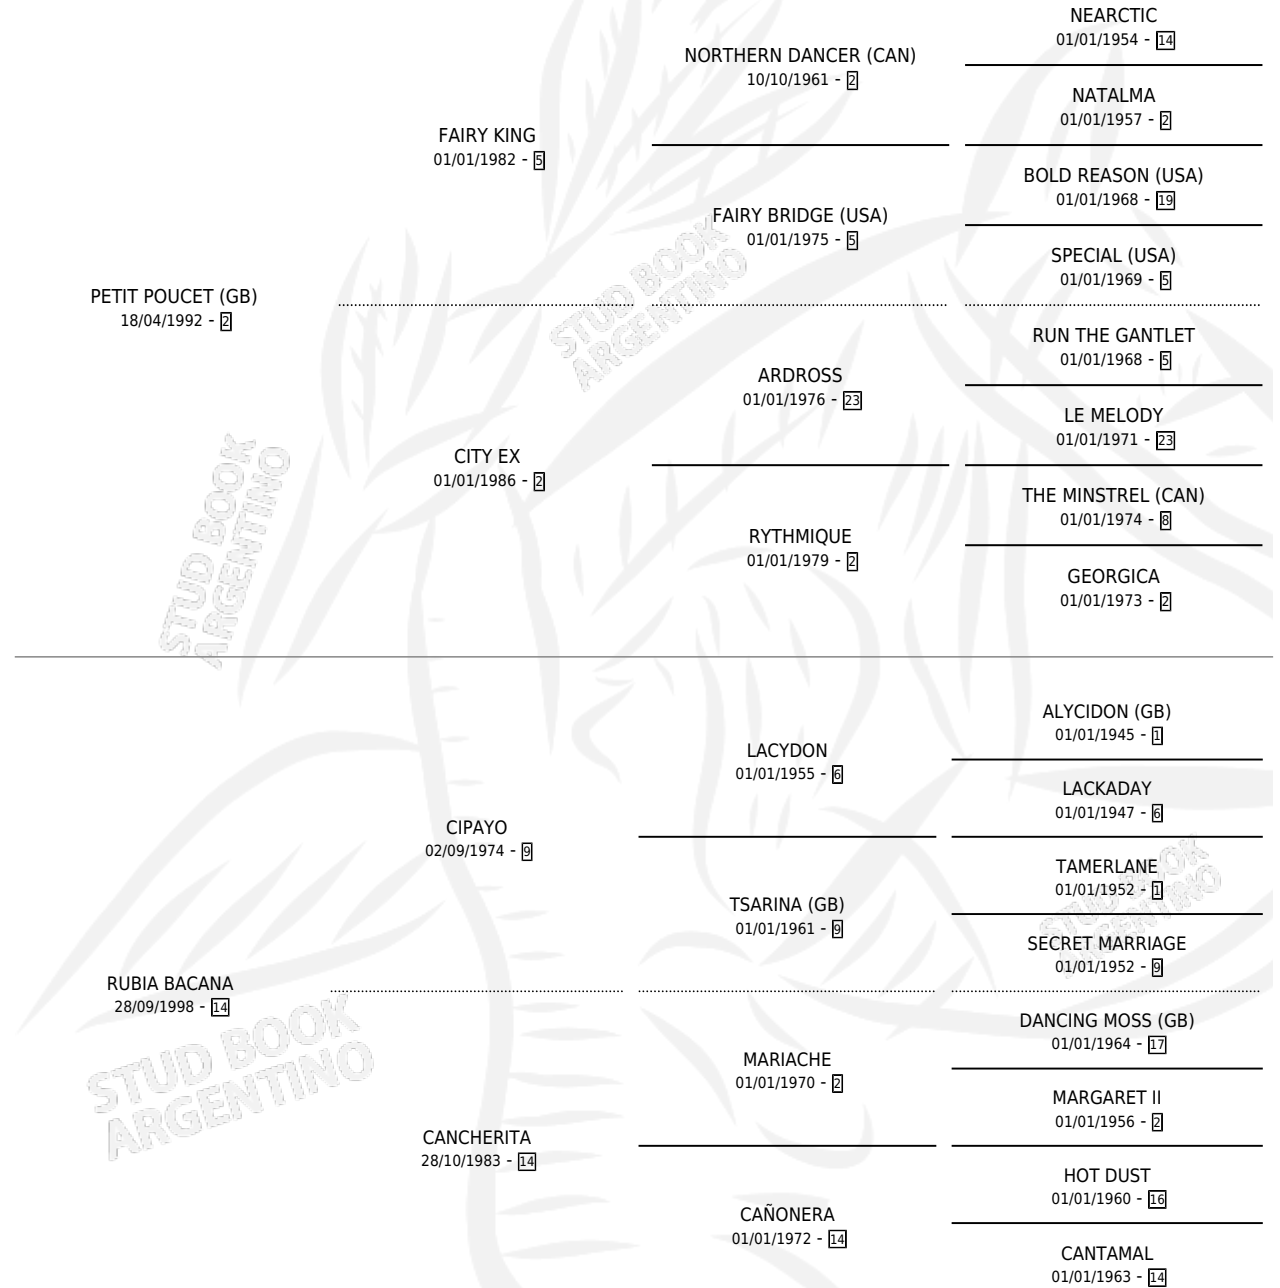 NEARCTIC
01/01/1954 - 14
NORTHERN DANCER (CAN)
10/10/1961 - 2
NATALMA
01/01/1957 - 2
FAIRY KING
01/01/1982 - 5
BOLD REASON (USA)
01/01/1968 - 19
FAIRY BRIDGE (USA)
01/01/1975 - 5
SPECIAL (USA)
01/01/1969 - 5
PETIT POUCET (GB)
18/04/1992 - 2
STUD BOOK
ARGENTINO
RUN THE GANTLET
01/01/1968 - 5
ARDROSS
01/01/1976 - 23
LE MELODY
01/01/1971 - 23
CITY EX
01/01/1986 - 2
THE MINSTREL (CAN)
01/01/1974 - 8
RYTHMIQUE
01/01/1979 - 2
GEORGICA
01/01/1973 - 2
STUD BOOK
ARGENTINO
ALYCIDON (GB)
01/01/1945 - 1
LACYDON
01/01/1955 - 6
LACKADAY
01/01/1947 - 6
CIPAYO
02/09/1974 - 9
TAMERLANE
01/01/1952 - 1
STUD BOOK
ARGENTINO
TSARINA (GB)
01/01/1961 - 9
SECRET MARRIAGE
01/01/1952 - 9
RUBIA BACANA
28/09/1998 - 14
DANCING MOSS (GB)
01/01/1964 - 17
STUD BOOK
ARGENTINO
MARIACHE
01/01/1970 - 2
MARGARET II
01/01/1956 - 2
CANCHERITA
28/10/1983 - 14
HOT DUST
01/01/1960 - 16
CAÑONERA
01/01/1972 - 14
CANTAMAL
01/01/1963 - 14